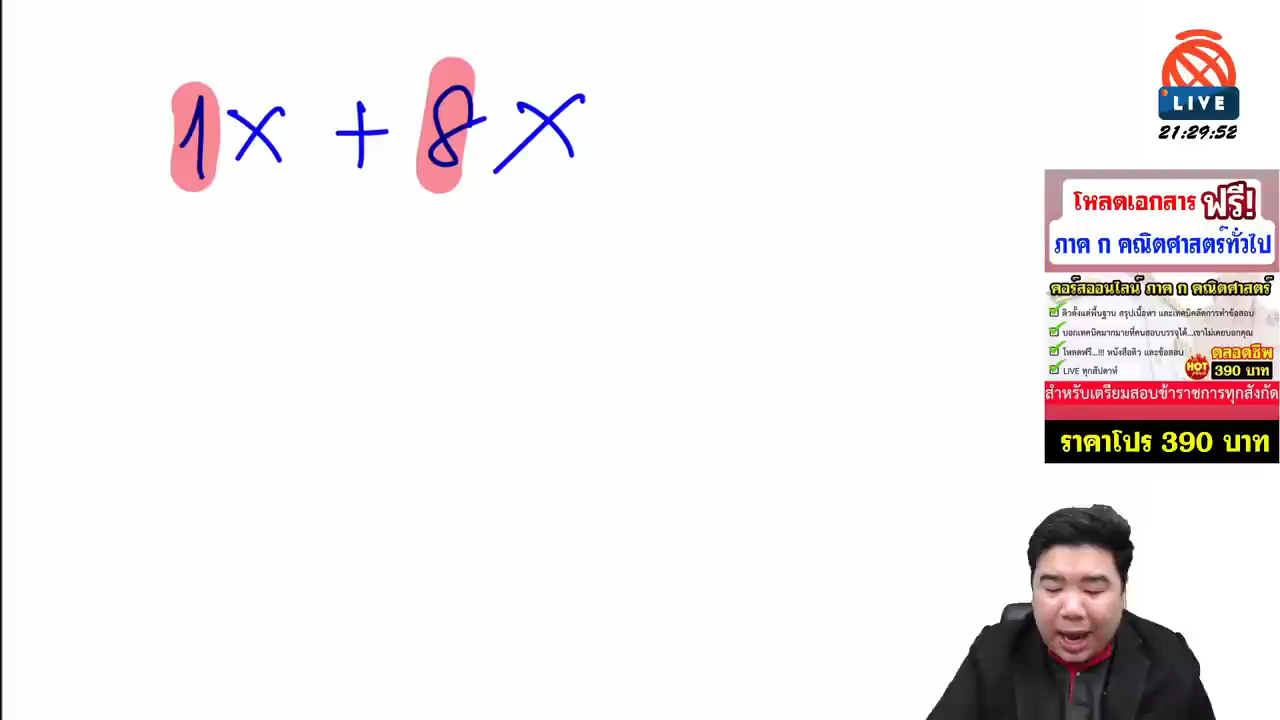 1x + 8x
LIVE
21:29:52
โหลดเอกสาร ฟรี!
ภาค ก คณิตศาสตร์ทั่วไป
คอร์สออนไลน์ ภาค ก คณิตศาสตร์
ติวตั้งแต่พื้นฐาน สรุปเนื้อหา และเทคนิคลัดการทำข้อสอบ
บอกเทคนิคมากมายที่คนสอบบรรจุได้...เขาไม่เคยบอกคุณ
โหลดฟรี...!!! หนังสือติว และข้อสอบ
LIVE ทุกสัปดาห์
HOT
ตลอดชีพ
390 บาท
สำหรับเตรียมสอบข้าราชการทุกสังกัด
ราคาโปร 390 บาท